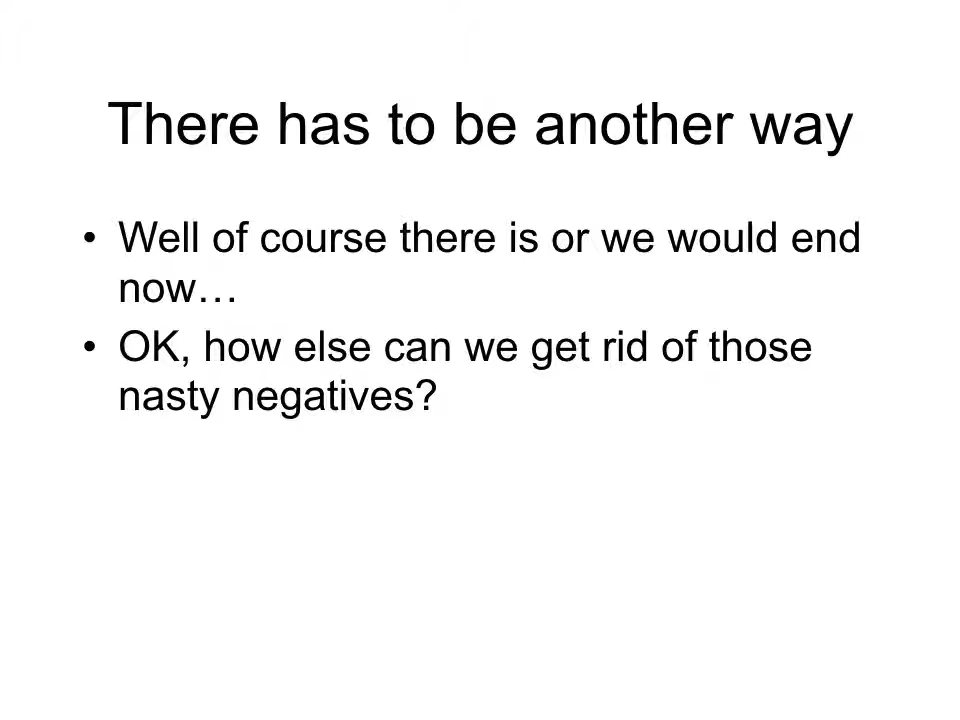 There has to be another way
• Well of course there is or we would end
now…
• OK, how else can we get rid of those
nasty negatives?